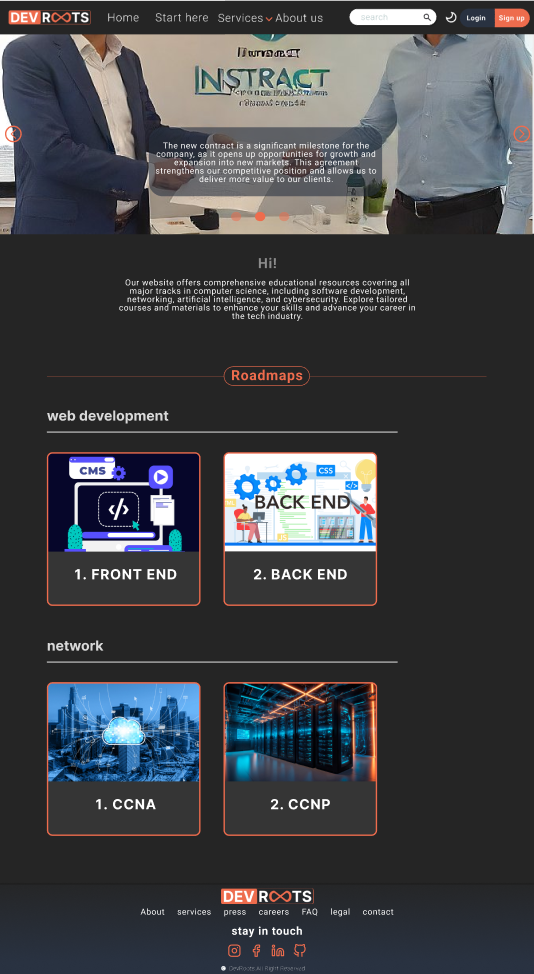 DEV ROOTS
Home Start here Services About us
search
Login
Sign up
INSTRACT
The new contract is a significant milestone for the
company, as it opens up opportunities for growth and
expansion into new markets. This agreement
strengthens our competitive position and allows us to
deliver more value to our clients.
Hi!
Our website offers comprehensive educational resources covering all
major tracks in computer science, including software development,
networking, artificial intelligence, and cybersecurity. Explore tailored
courses and materials to enhance your skills and advance your career in
the tech industry.
Roadmaps
web development
CMS
</>
CSS
</>
BACK END
JS
1. FRONT END
2. BACK END
network
1. CCNA
2. CCNP
DEV ROOTS
About services press careers FAQ legal contact
stay in touch
DevRoots All Right Reserved